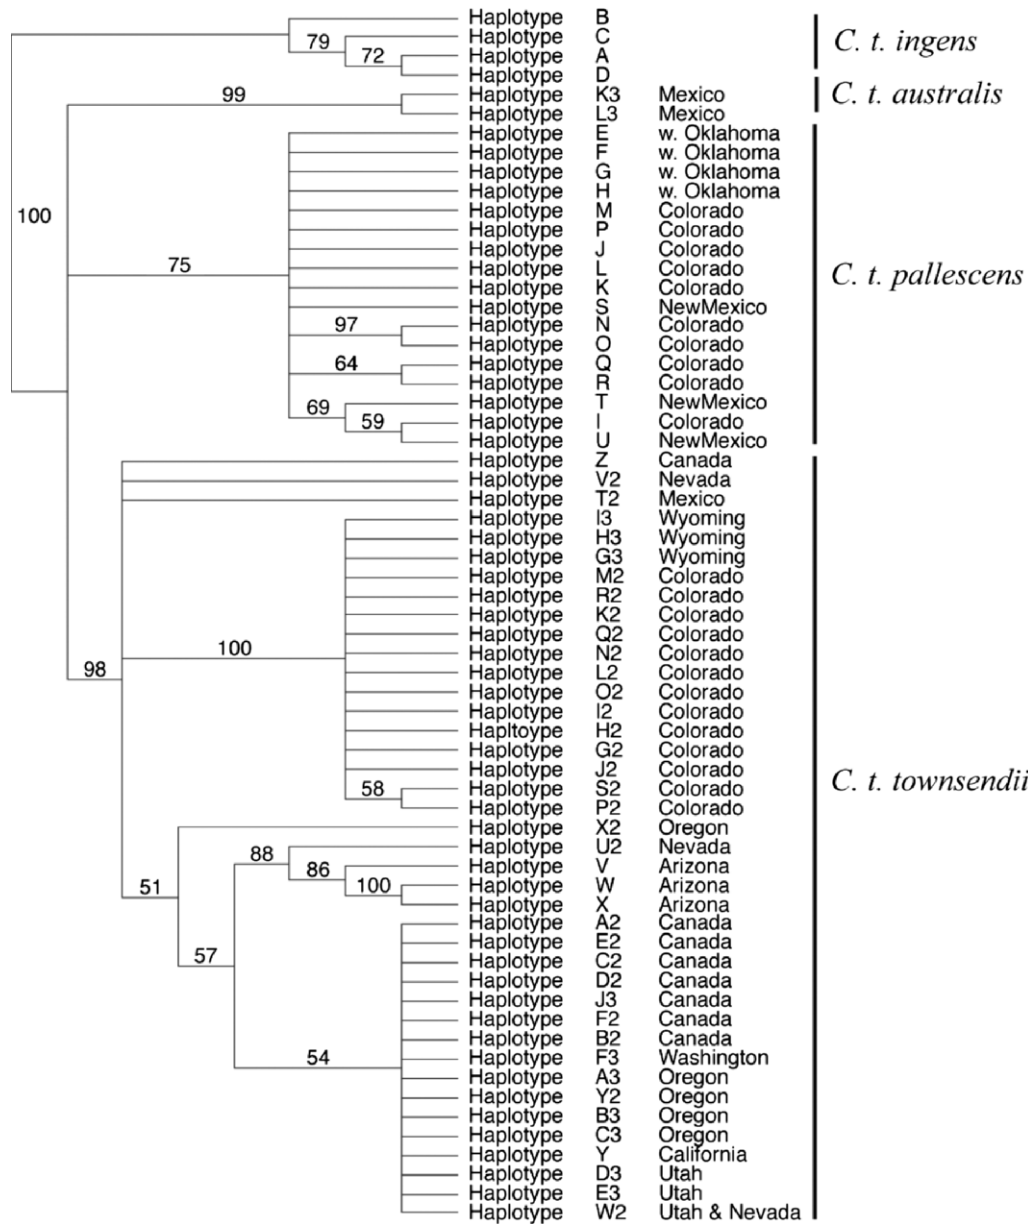 Haplotype B
79 Haplotype C
C. t. ingens
72 Haplotype A
Haplotype D
99 Haplotype K3 Mexico
C. t. australis
Haplotype L3 Mexico
Haplotype E w. Oklahoma
Haplotype F w. Oklahoma
Haplotype G w. Oklahoma
Haplotype H w. Oklahoma
100 Haplotype M Colorado
Haplotype P Colorado
Haplotype J Colorado
75 Haplotype L Colorado
C. t. pallescens
Haplotype K Colorado
Haplotype S NewMexico
97 Haplotype N Colorado
Haplotype O Colorado
64 Haplotype Q Colorado
Haplotype R Colorado
69 Haplotype T NewMexico
59 Haplotype I Colorado
Haplotype U NewMexico
Haplotype Z Canada
Haplotype V2 Nevada
Haplotype T2 Mexico
Haplotype I3 Wyoming
Haplotype H3 Wyoming
Haplotype G3 Wyoming
Haplotype M2 Colorado
Haplotype R2 Colorado
Haplotype K2 Colorado
Haplotype Q2 Colorado
100 Haplotype N2 Colorado
98 Haplotype L2 Colorado
Haplotype O2 Colorado
Haplotype I2 Colorado
Hapltoype H2 Colorado
Haplotype G2 Colorado
Haplotype J2 Colorado
C. t. townsendii
58 Haplotype S2 Colorado
Haplotype P2 Colorado
Haplotype X2 Oregon
88 Haplotype U2 Nevada
86 Haplotype V Arizona
51 100 Haplotype W Arizona
Haplotype X Arizona
Haplotype A2 Canada
Haplotype E2 Canada
57 Haplotype C2 Canada
Haplotype D2 Canada
Haplotype J3 Canada
Haplotype F2 Canada
Haplotype B2 Canada
54 Haplotype F3 Washington
Haplotype A3 Oregon
Haplotype Y2 Oregon
Haplotype B3 Oregon
Haplotype C3 Oregon
Haplotype Y California
Haplotype D3 Utah
Haplotype E3 Utah
Haplotype W2 Utah & Nevada